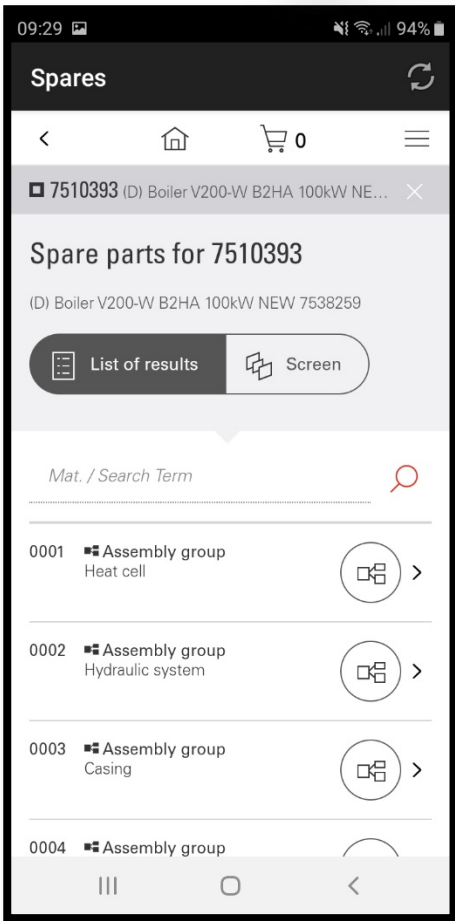 09:29 94%
Spares
0
7510393 (D) Boiler V200-W B2HA 100kW NE...
Spare parts for 7510393
(D) Boiler V200-W B2HA 100kW NEW 7538259
List of results Screen
Mat. / Search Term
0001 Assembly group
Heat cell
0002 Assembly group
Hydraulic system
0003 Assembly group
Casing
0004 Assembly group